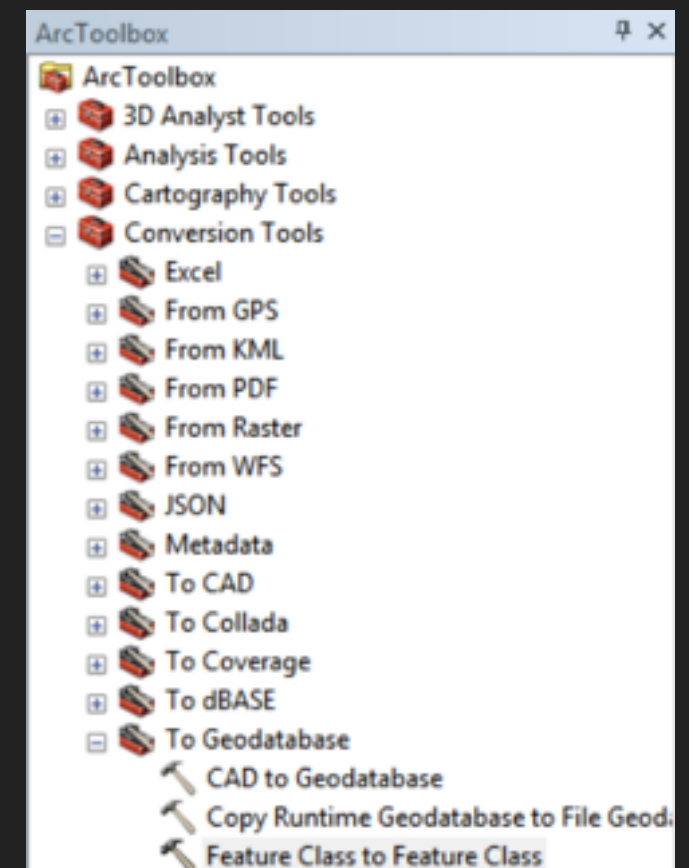 ArcToolbox
ArcToolbox
3D Analyst Tools
Analysis Tools
Cartography Tools
Conversion Tools
Excel
From GPS
From KML
From PDF
From Raster
From WFS
JSON
Metadata
To CAD
To Collada
To Coverage
To dBASE
To Geodatabase
CAD to Geodatabase
Copy Runtime Geodatabase to File Geoda
Feature Class to Feature Class